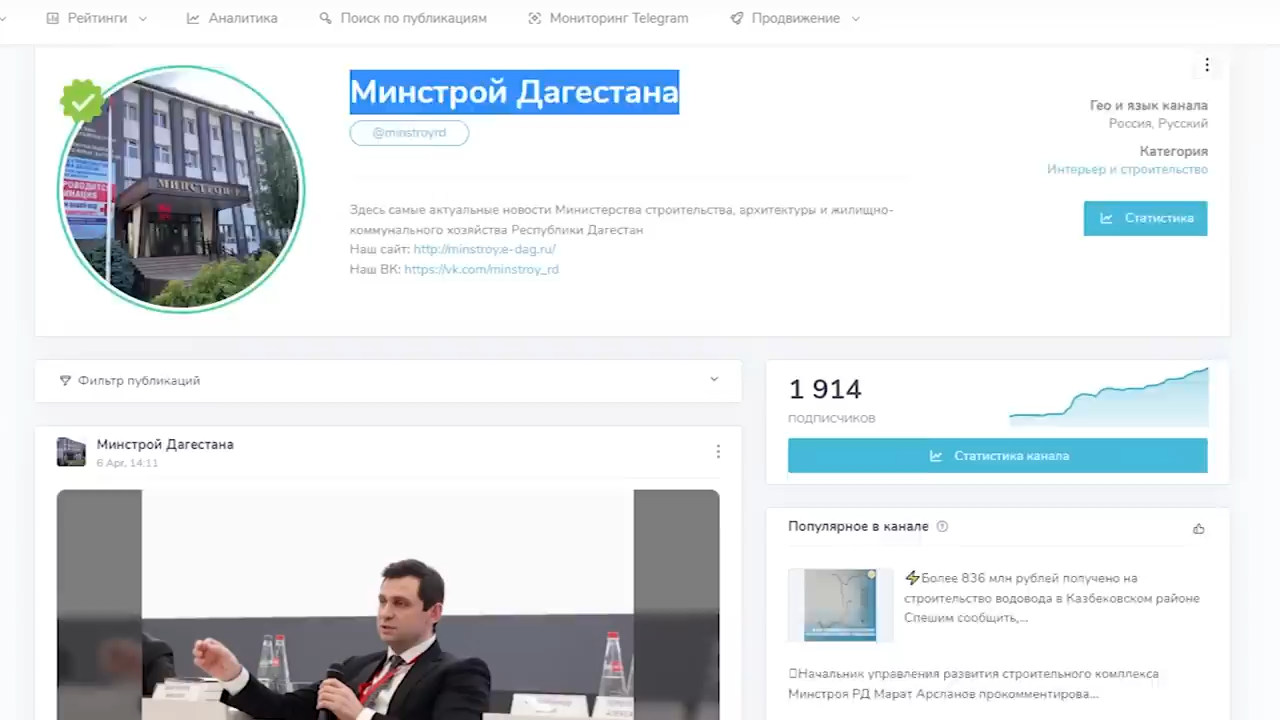 Рейтинги
Аналитика
Поиск по публикациям
Мониторинг Telegram
Продвижение
Минстрой Дагестана
@minstroyrd
Здесь самые актуальные новости Министерства строительства, архитектуры и жилищно-
коммунального хозяйства Республики Дагестан
Наш сайт: http://minstroy.e-dag.ru/
Наш ВК: https://vk.com/minstroy_rd
Гео и язык канала
Россия, Русский
Категория
Интерьер и строительство
Статистика
Фильтр публикаций
Минстрой Дагестана
6 Apr, 14:11
1 914
подписчиков
Статистика канала
Популярное в канале
Более 836 млн рублей получено на
строительство водовода в Казбековском районе
Спешим сообщить,...
Начальник управления развития строительного комплекса
Минстроя РД Марат Арсланов прокомментирова...